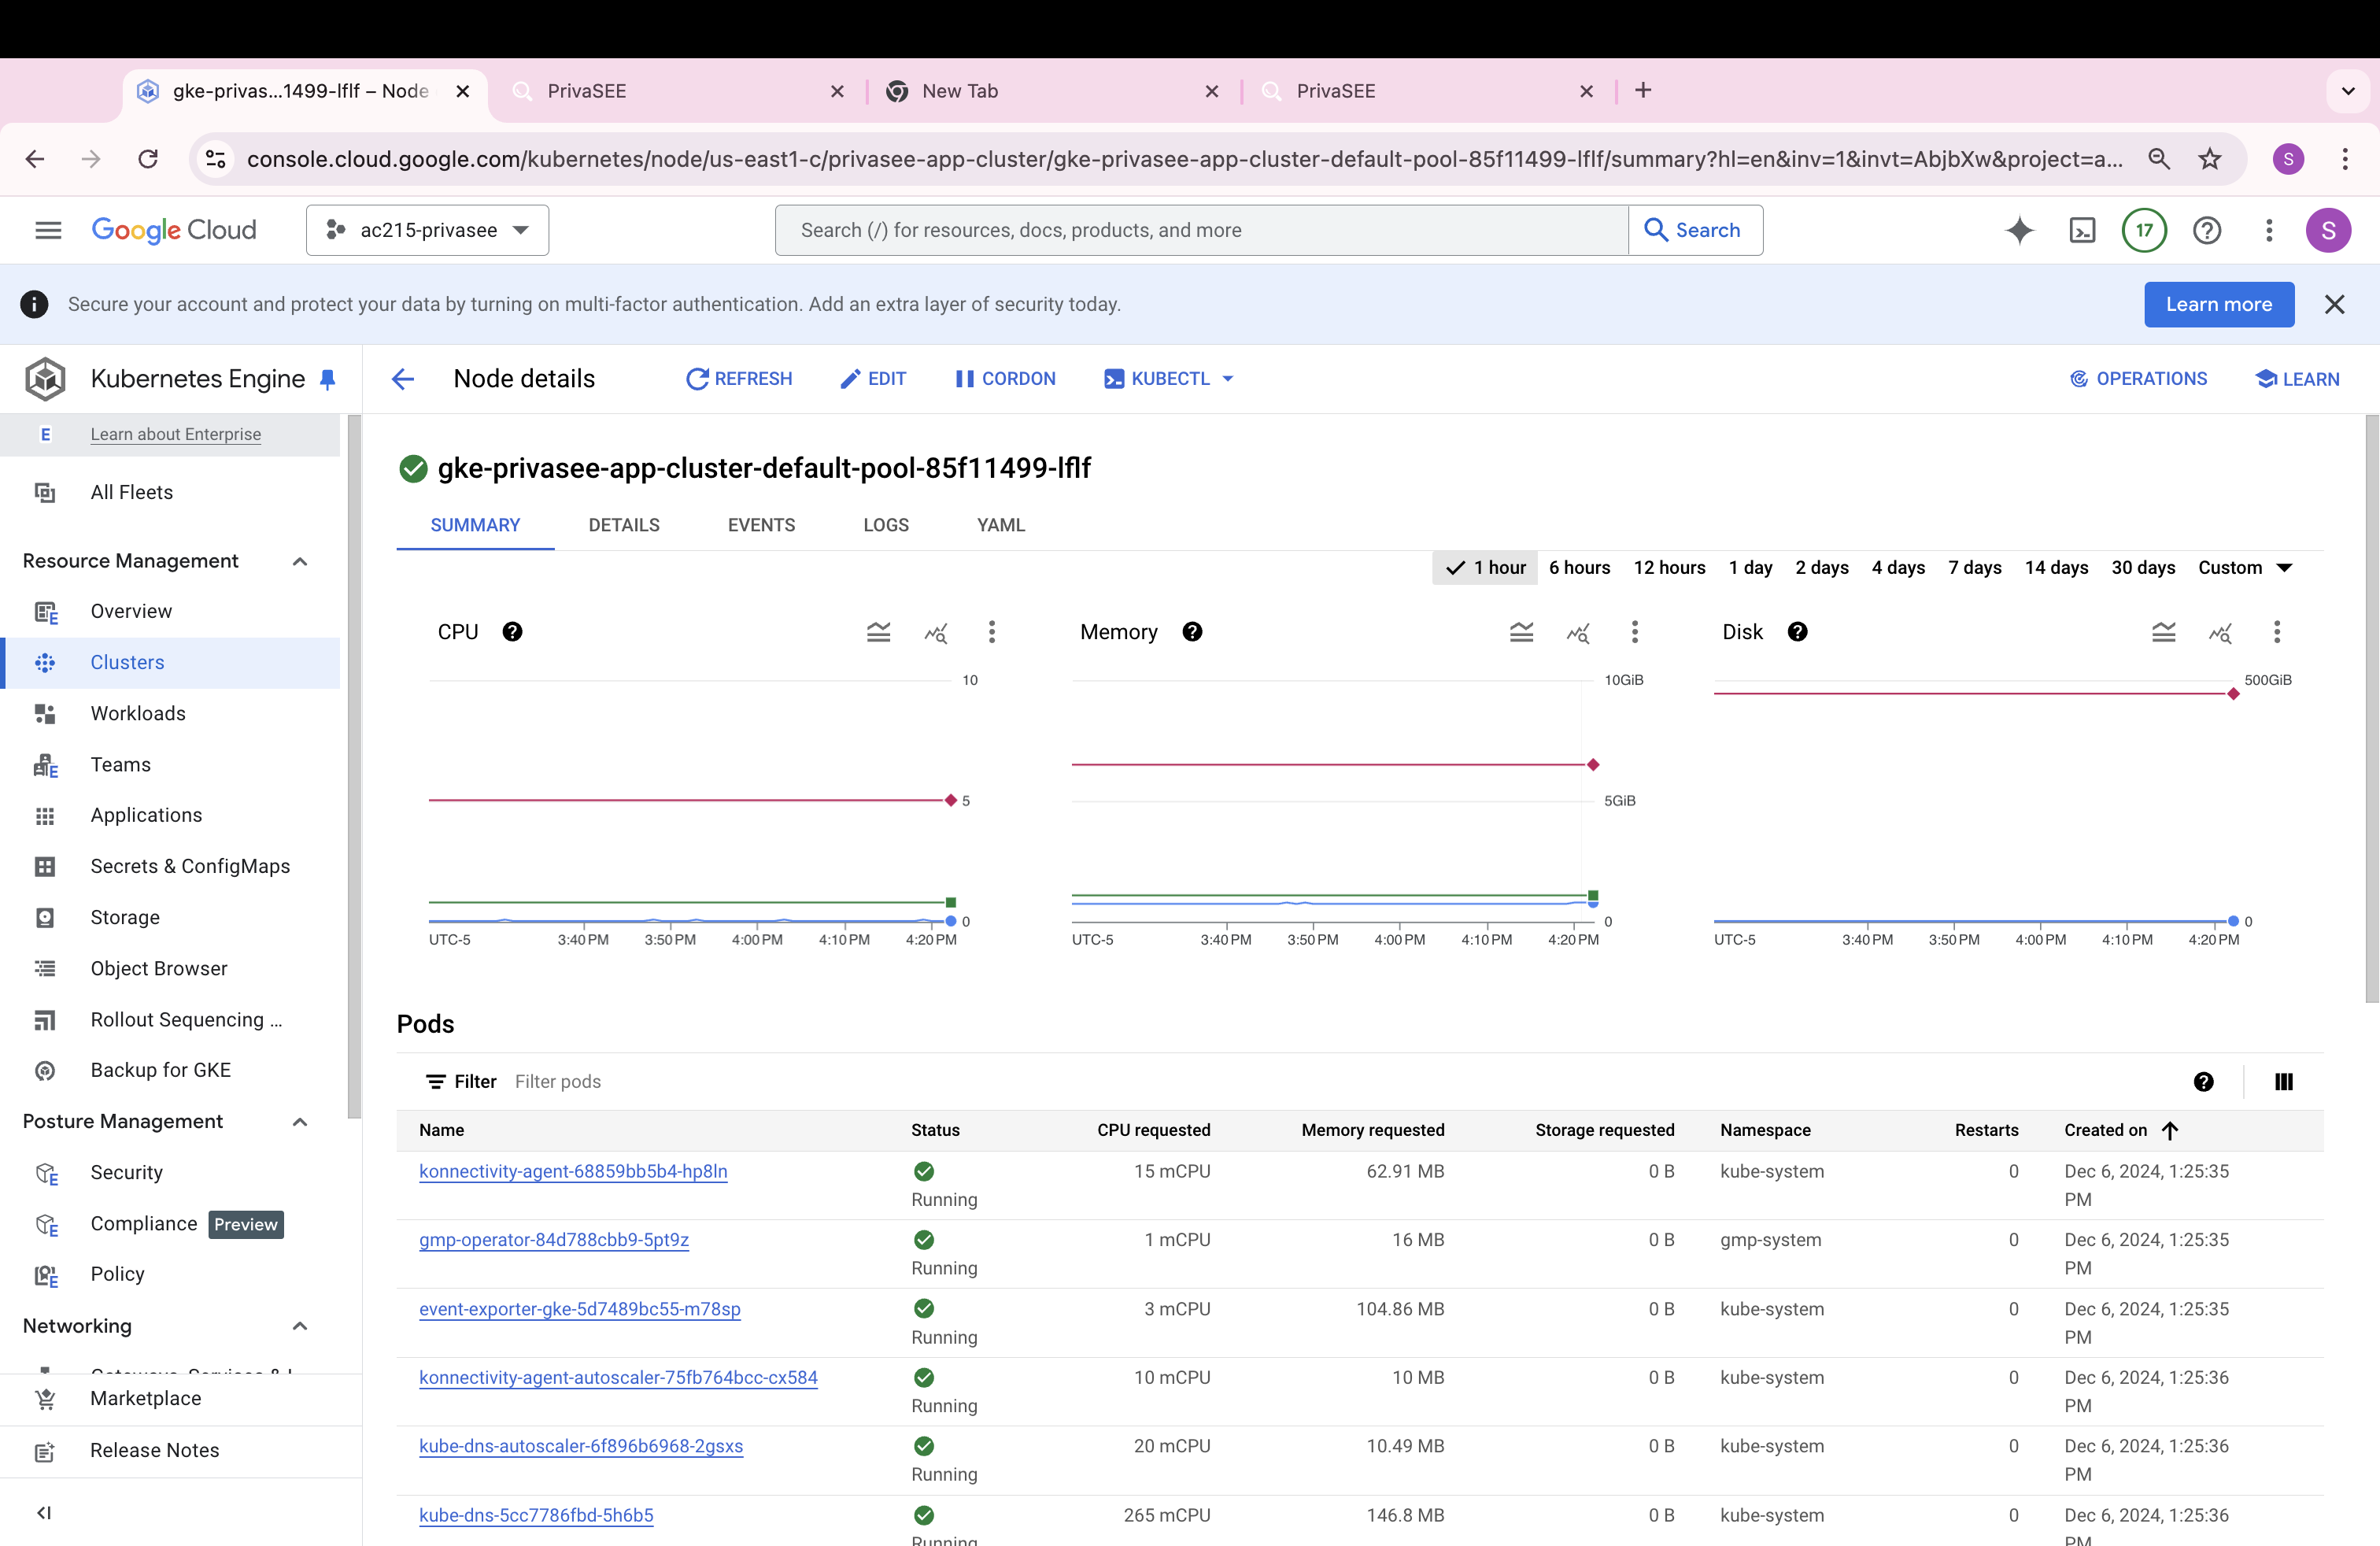 gke-privas...1499-lflf – Node
PrivaSEE
New Tab
PrivaSEE
console.cloud.google.com/kubernetes/node/us-east1-c/privasee-app-cluster/gke-privasee-app-cluster-default-pool-85f11499-lflf/summary?hl=en&inv=1&invt=AbjbXw&project=a...
S
Google Cloud
ac215-privasee
Search (/) for resources, docs, products, and more
Search
17
S
Secure your account and protect your data by turning on multi-factor authentication. Add an extra layer of security today.
Learn more
Kubernetes Engine
Node details
REFRESH
EDIT
CORDON
KUBECTL
OPERATIONS
LEARN
E Learn about Enterprise
All Fleets
Resource Management
Overview
Clusters
Workloads
Teams
Applications
Secrets & ConfigMaps
Storage
Object Browser
Rollout Sequencing ...
Backup for GKE
Posture Management
Security
Compliance Preview
Policy
Networking
Marketplace
Release Notes
gke-privasee-app-cluster-default-pool-85f11499-lflf
SUMMARY DETAILS EVENTS LOGS YAML
1 hour 6 hours 12 hours 1 day 2 days 4 days 7 days 14 days 30 days Custom
CPU
10
5
0
UTC-5 3:40 PM 3:50 PM 4:00 PM 4:10 PM 4:20 PM
Memory
10GiB
5GiB
0
UTC-5 3:40 PM 3:50 PM 4:00 PM 4:10 PM 4:20 PM
Disk
500GiB
0
UTC-5 3:40 PM 3:50 PM 4:00 PM 4:10 PM 4:20 PM
Pods
Filter Filter pods
Name Status CPU requested Memory requested Storage requested Namespace Restarts Created on
konnectivity-agent-68859bb5b4-hp8ln Running 15 mCPU 62.91 MB 0 B kube-system 0 Dec 6, 2024, 1:25:35 PM
gmp-operator-84d788cbb9-5pt9z Running 1 mCPU 16 MB 0 B gmp-system 0 Dec 6, 2024, 1:25:35 PM
event-exporter-gke-5d7489bc55-m78sp Running 3 mCPU 104.86 MB 0 B kube-system 0 Dec 6, 2024, 1:25:35 PM
konnectivity-agent-autoscaler-75fb764bcc-cx584 Running 10 mCPU 10 MB 0 B kube-system 0 Dec 6, 2024, 1:25:36 PM
kube-dns-autoscaler-6f896b6968-2gsxs Running 20 mCPU 10.49 MB 0 B kube-system 0 Dec 6, 2024, 1:25:36 PM
kube-dns-5cc7786fbd-5h6b5 Running 265 mCPU 146.8 MB 0 B kube-system 0 Dec 6, 2024, 1:25:36 PM